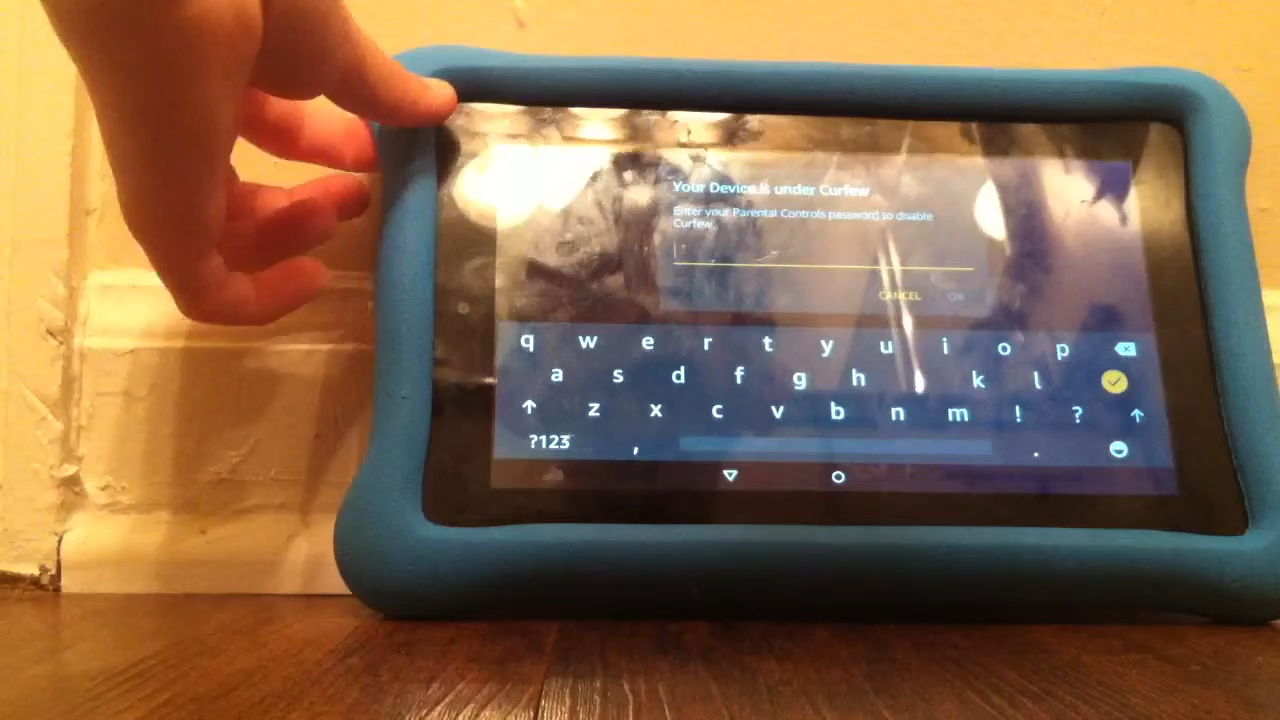 Your Device is under Curfew
Enter your Parental Controls password to disable
Curfew.
CANCEL OK
q w e r t y u i o p
a s d f g h j k l
z x c v b n m ! ?
?123 , .